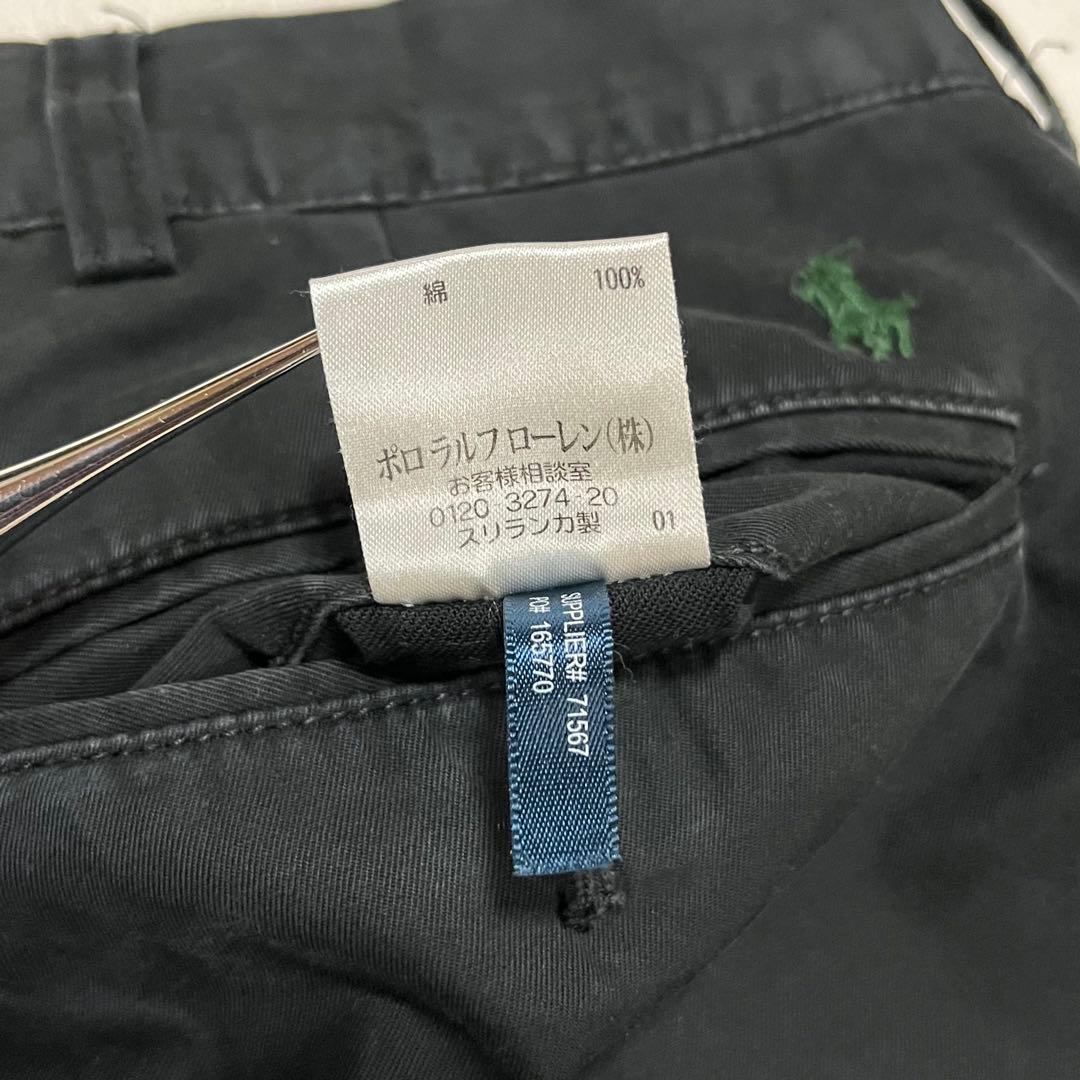 綿 100%
ポロ ラルフ ローレン(株)
お客様相談室
0120 3274-20
スリランカ製 01
SUPPLIER# 71567
PO# 165770